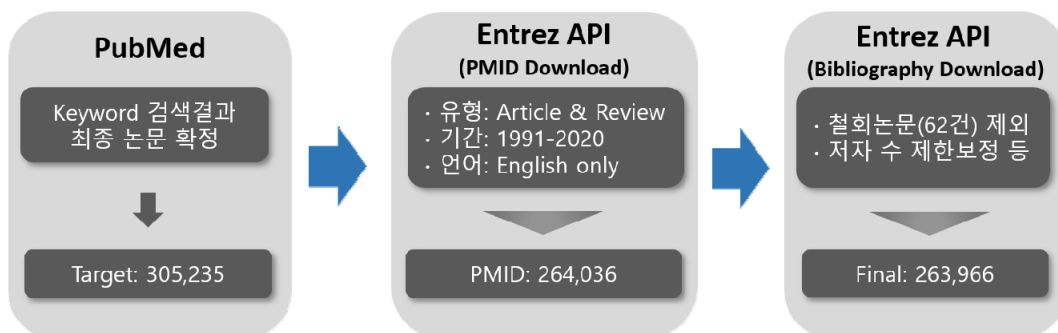 PubMed
Keyword 검색결과
최종 논문 확정
Target: 305,235
Entrez API
(PMID Download)
· 유형: Article & Review
· 기간: 1991-2020
· 언어: English only
PMID: 264,036
Entrez API
(Bibliography Download)
· 철회논문(62건) 제외
· 저자 수 제한보정 등
Final: 263,966